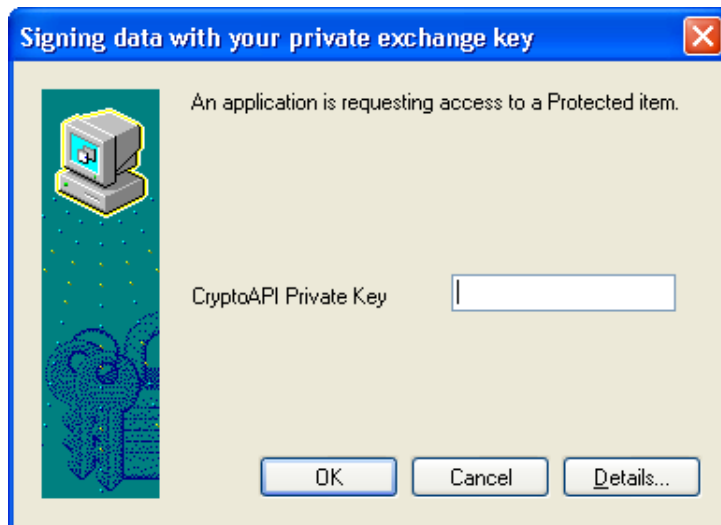 Signing data with your private exchange key
An application is requesting access to a Protected item.
CryptoAPI Private Key
OK Cancel Details...